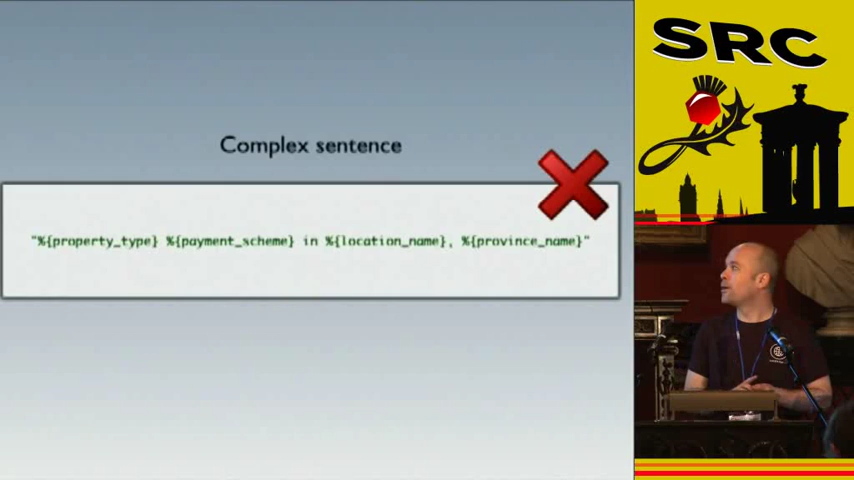 SRC
Complex sentence
"%{property_type} %{payment_scheme} in %{location_name}, %{province_name}"